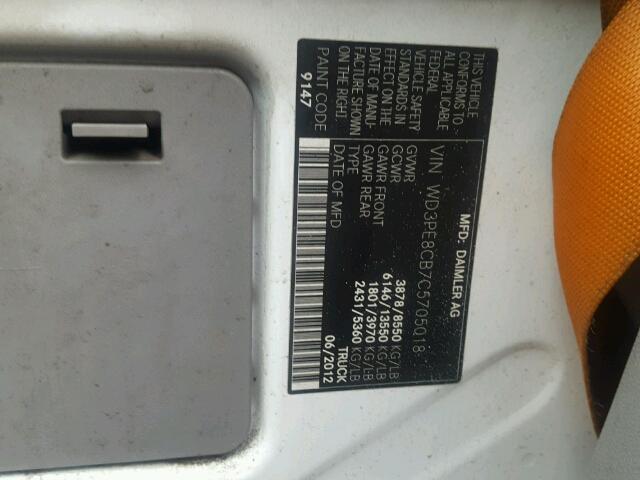 MFD: DAIMLER AG
VIN WD3PE8CB7C5705018
THIS VEHICLE
CONFORMS TO
ALL APPLICABLE
FEDERAL
VEHICLE SAFETY
STANDARDS IN
EFFECT ON THE
DATE OF MANU-
FACTURE SHOWN
ON THE RIGHT.
PAINT CODE
9147
GVWR 3878/8550 KG/LB
GCWR 6146/13550 KG/LB
GAWR FRONT 1801/3970 KG/LB
GAWR REAR 2431/5360 KG/LB
TYPE TRUCK
DATE OF MFD 06/2012